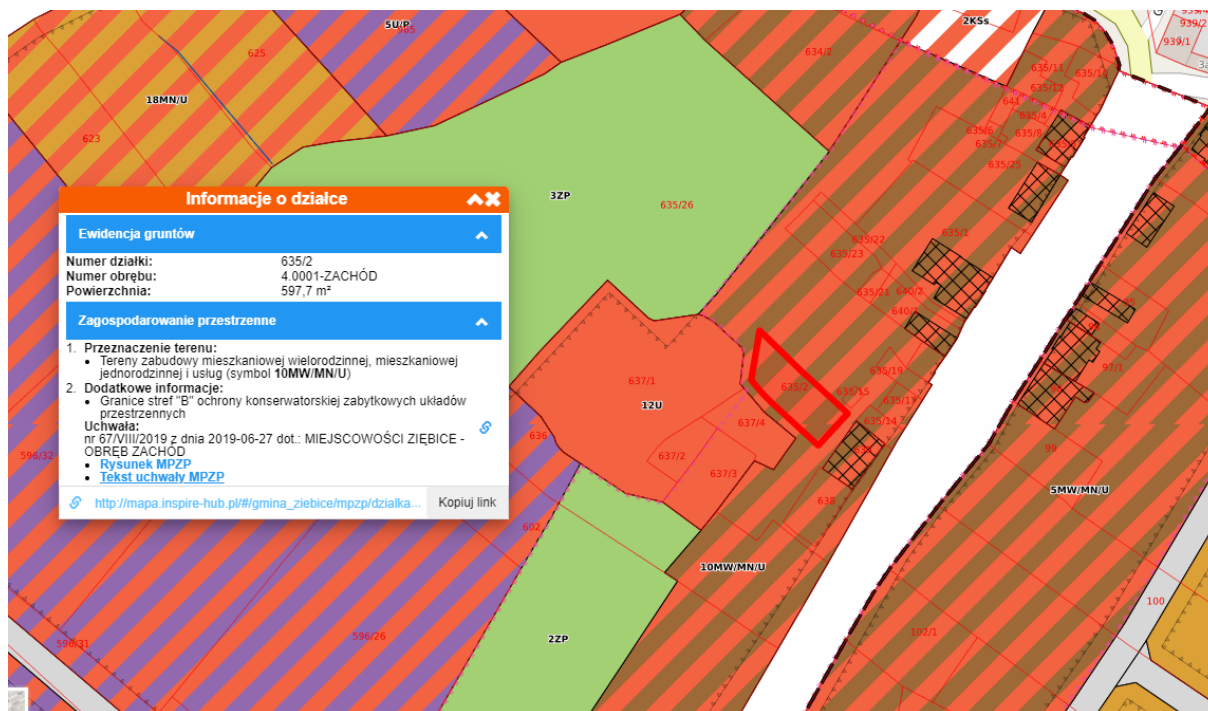 5U/P
965
2KSs
G
939/4
939/2
939/1
3a
625
634/2
635/11
635/10
635/12
641
18MN/U
635/4
635/6
635/8
635/7
623
635/25
Informacje o działce
3ZP
635/26
Ewidencja gruntów
635/1
635/22
Numer działki: 635/2
635/23
Numer obrębu: 4.0001-ZACHÓD
Powierzchnia: 597,7 m²
635/21
640/2
95
640/1
Zagospodarowanie przestrzenne
1. Przeznaczenie terenu:
• Tereny zabudowy mieszkaniowej wielorodzinnej, mieszkaniowej
jednorodzinnej i usług (symbol 10MW/MN/U)
2. Dodatkowe informacje:
• Granice stref "B" ochrony konserwatorskiej zabytkowych układów
przestrzennych
Uchwała:
nr 67/VIII/2019 z dnia 2019-06-27 dot.: MIEJSCOWOŚCI ZIĘBICE -
OBRĘB ZACHÓD
• Rysunek MPZP
• Tekst uchwały MPZP
http://mapa.inspire-hub.pl/#/gmina_ziebice/mpzp/dzialka... Kopiuj link
637/1
635/2
635/19
97/1
635/15
635/17
12U
637/4
635/14
636
99
596/32
637/2
637/3
638
5MW/MN/U
602
10MW/MN/U
100
596/31
596/26
2ZP
102/1